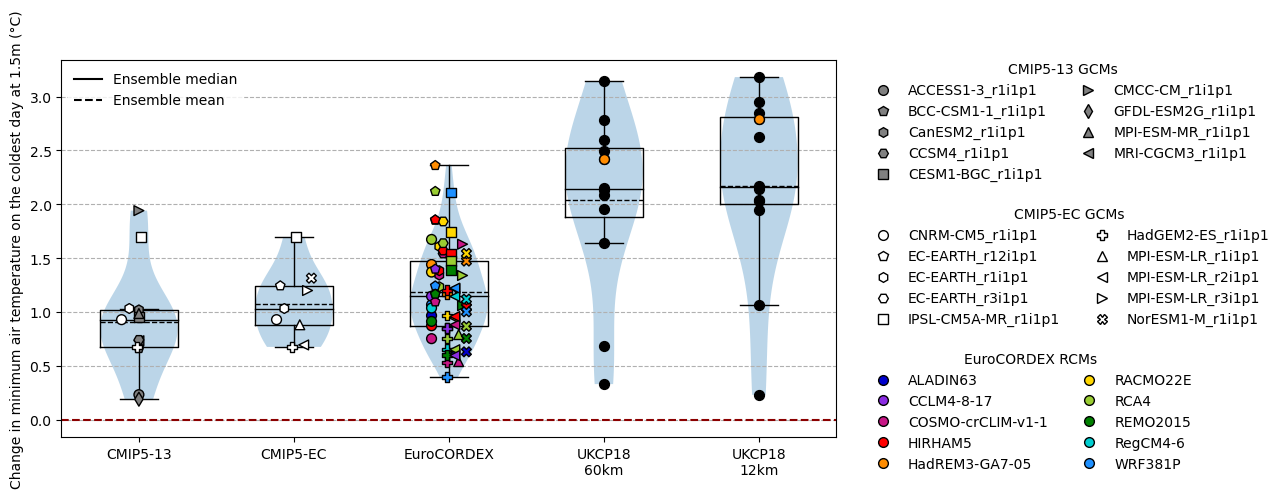 Change in minimum air temperature on the coldest day at 1.5m (°C)
Ensemble median
Ensemble mean
3.0
2.5
2.0
1.5
1.0
0.5
0.0
CMIP5-13
CMIP5-EC
EuroCORDEX
UKCP18
60km
UKCP18
12km
CMIP5-13 GCMs
ACCESS1-3_r1i1p1
BCC-CSM1-1_r1i1p1
CanESM2_r1i1p1
CCSM4_r1i1p1
CESM1-BGC_r1i1p1
CMCC-CM_r1i1p1
GFDL-ESM2G_r1i1p1
MPI-ESM-MR_r1i1p1
MRI-CGCM3_r1i1p1
CMIP5-EC GCMs
CNRM-CM5_r1i1p1
EC-EARTH_r12i1p1
EC-EARTH_r1i1p1
EC-EARTH_r3i1p1
IPSL-CM5A-MR_r1i1p1
HadGEM2-ES_r1i1p1
MPI-ESM-LR_r1i1p1
MPI-ESM-LR_r2i1p1
MPI-ESM-LR_r3i1p1
NorESM1-M_r1i1p1
EuroCORDEX RCMs
ALADIN63
CCLM4-8-17
COSMO-crCLIM-v1-1
HIRHAM5
HadREM3-GA7-05
RACMO22E
RCA4
REMO2015
RegCM4-6
WRF381P